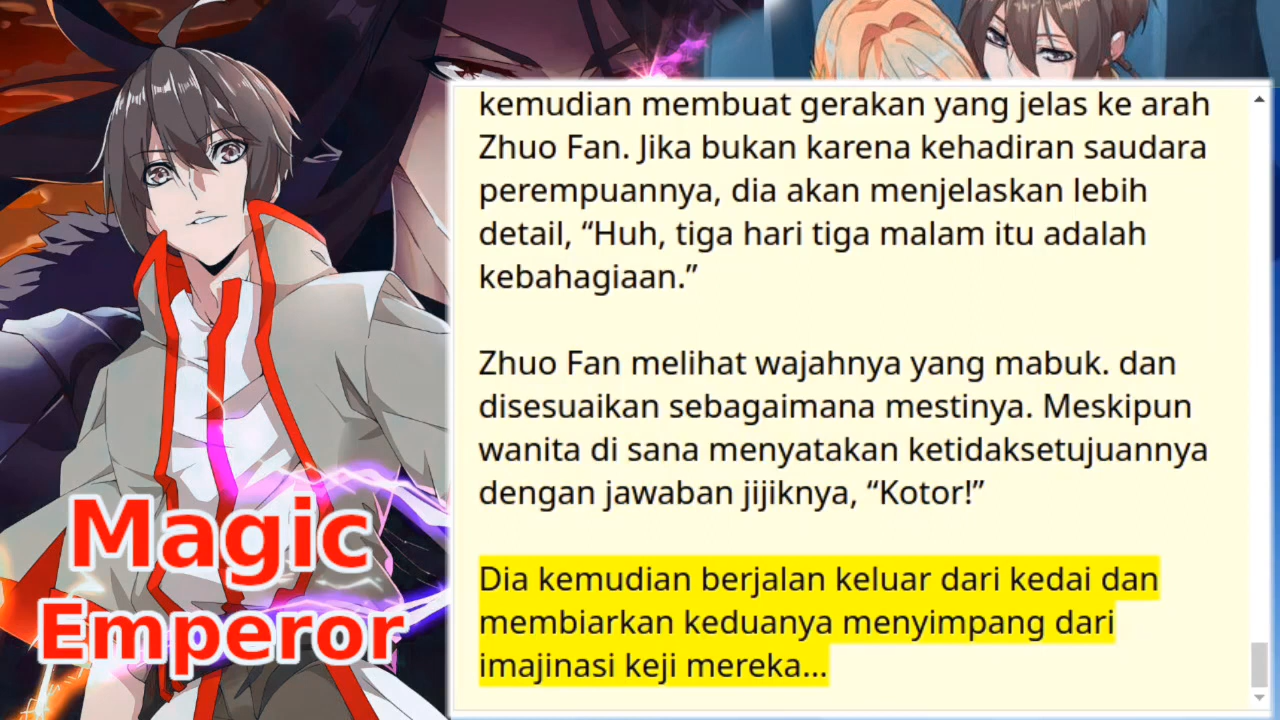 kemudian membuat gerakan yang jelas ke arah
Zhuo Fan. Jika bukan karena kehadiran saudara
perempuannya, dia akan menjelaskan lebih
detail, “Huh, tiga hari tiga malam itu adalah
kebahagiaan.”
Zhuo Fan melihat wajahnya yang mabuk. dan
disesuaikan sebagaimana mestinya. Meskipun
wanita di sana menyatakan ketidaksetujuannya
dengan jawaban jijiknya, “Kotor!”
Dia kemudian berjalan keluar dari kedai dan
membiarkan keduanya menyimpang dari
imajinasi keji mereka...
Magic
Emperor